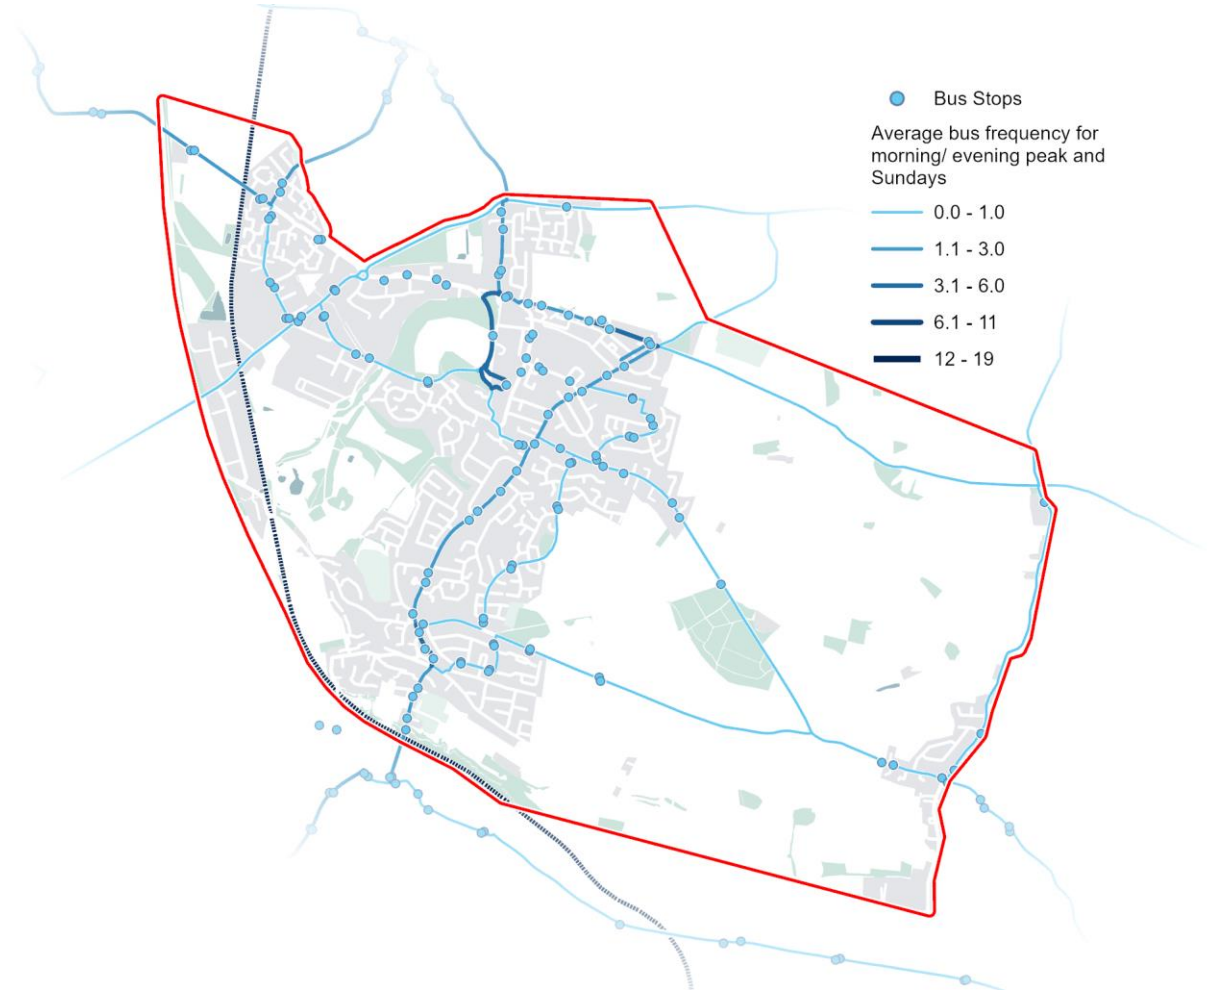 Bus Stops
Average bus frequency for
morning/ evening peak and
Sundays
0.0 - 1.0
1.1 - 3.0
3.1 - 6.0
6.1 - 11
12 - 19